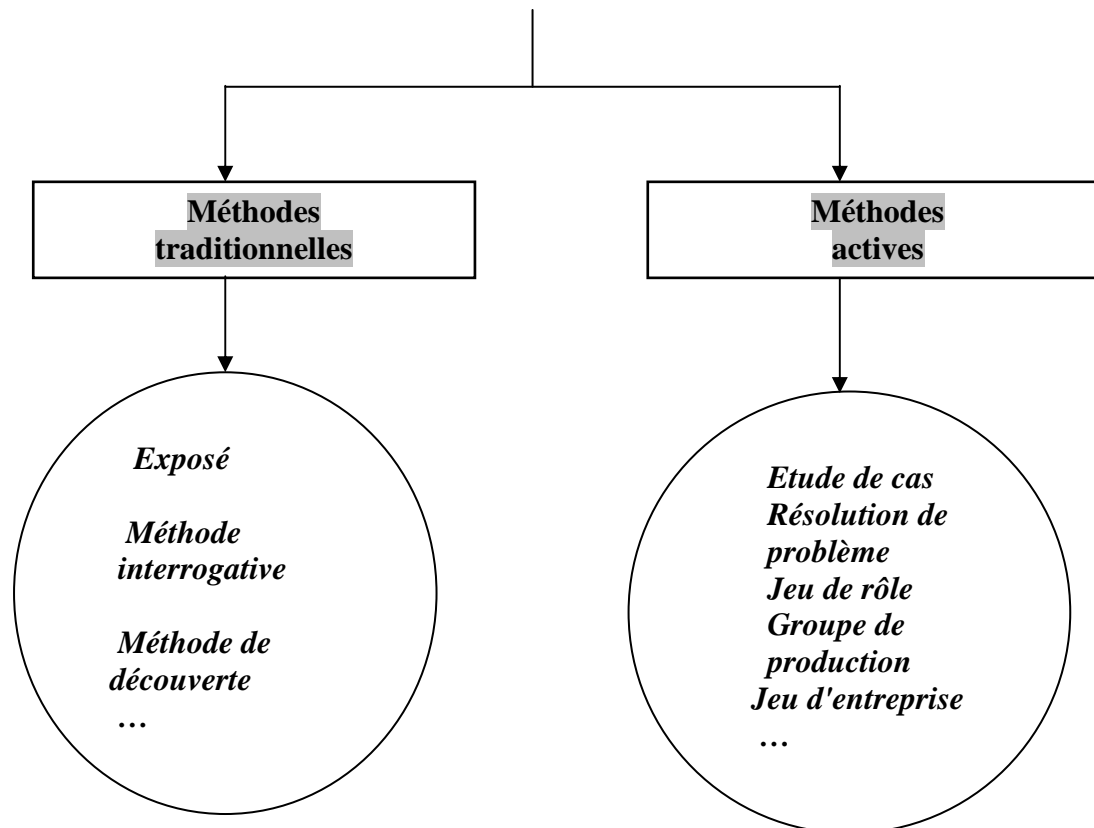 Méthodes
traditionnelles
Méthodes
actives
Exposé
Méthode
interrogative
Méthode de
découverte
…
Etude de cas
Résolution de
problème
Jeu de rôle
Groupe de
production
Jeu d'entreprise
…